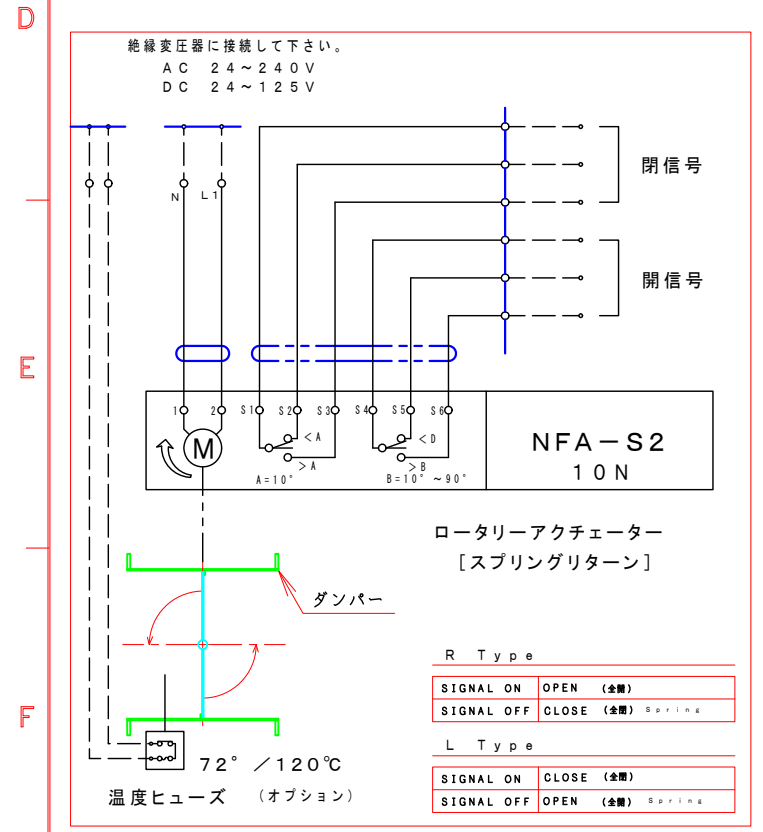 D
絶縁変圧器に接続して下さい。
AC 24～240V
DC 24～125V
閉信号
N L1
開信号
E
1 2 S1 S2 S3 S4 S5 S6
M
<A
>A
A=10°
<D
>B
B=10°～90°
NFA－S2
10N
ロータリーアクチェーター
[スプリングリターン]
ダンパー
R Type
SIGNAL ON OPEN (全開)
SIGNAL OFF CLOSE (全閉) Spring
F
L Type
72°／120℃
SIGNAL ON CLOSE (全閉)
温度ヒューズ (オプション)
SIGNAL OFF OPEN (全開) Spring